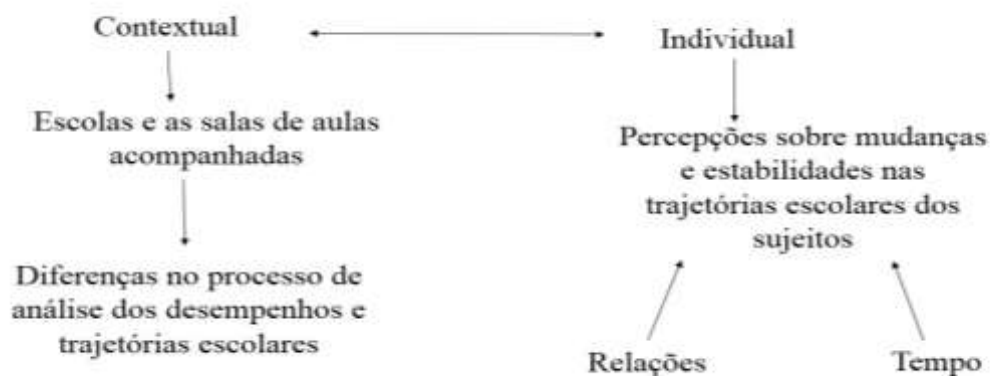 Contextual
Individual
Escolas e as salas de aulas
acompanhadas
Percepções sobre mudanças
e estabilidades nas
trajetórias escolares dos
sujeitos
Diferenças no processo de
análise dos desempenhos e
trajetórias escolares
Relações
Tempo